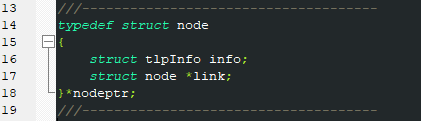 13 ///-------------------------------------
14 typedef struct node
15 {
16 struct tlpInfo info;
17 struct node *link;
18 }*nodeptr;
19 ///-------------------------------------